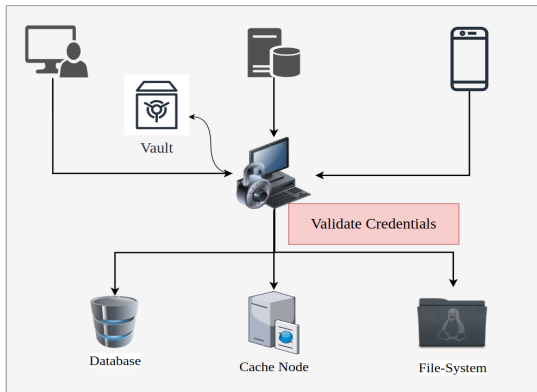 Vault
Validate Credentials
Database
Cache Node
File-System